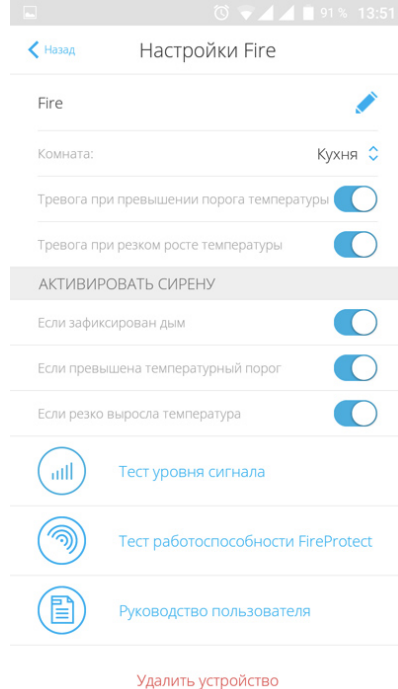 91 % 13:51
Назад Настройки Fire
Fire
Комната: Кухня
Тревога при превышении порога температуры
Тревога при резком росте температуры
АКТИВИРОВАТЬ СИРЕНУ
Если зафиксирован дым
Если превышена температурный порог
Если резко выросла температура
Тест уровня сигнала
Тест работоспособности FireProtect
Руководство пользователя
Удалить устройство